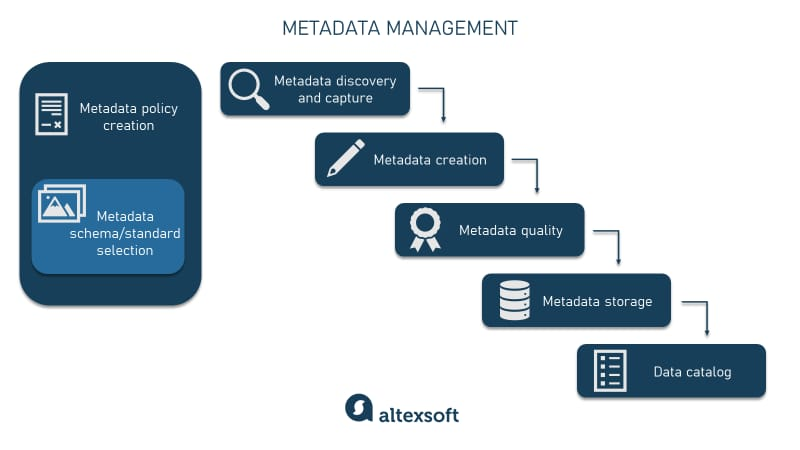 METADATA MANAGEMENT
Metadata policy
creation
Metadata
schema/standard
selection
Metadata discovery
and capture
Metadata creation
Metadata quality
Metadata storage
Data catalog
altexsoft